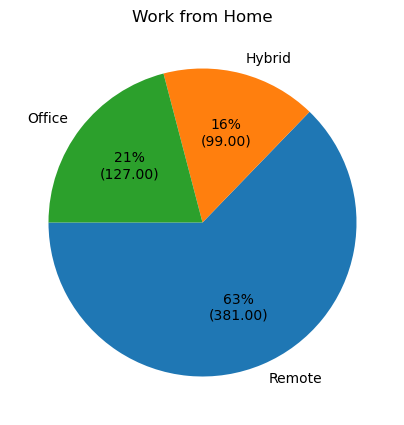 Work from Home
Hybrid
Office
16%
(99.00)
21%
(127.00)
63%
(381.00)
Remote